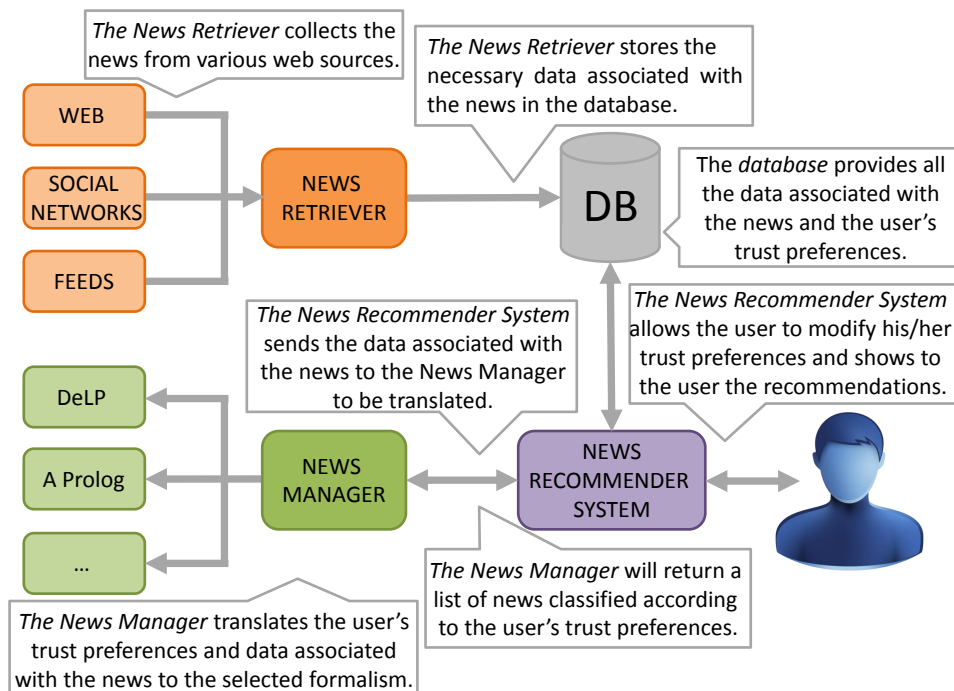 The News Retriever collects the
news from various web sources.
The News Retriever stores the
necessary data associated with
the news in the database.
WEB
SOCIAL
NETWORKS
FEEDS
NEWS
RETRIEVER
DB
The database provides all
the data associated with
the news and the user’s
trust preferences.
The News Recommender System
sends the data associated with
the news to the News Manager
to be translated.
The News Recommender System
allows the user to modify his/her
trust preferences and shows to
the user the recommendations.
DeLP
A Prolog
...
NEWS
MANAGER
NEWS
RECOMMENDER
SYSTEM
The News Manager will return a
list of news classified according
to the user’s trust preferences.
The News Manager translates the user’s
trust preferences and data associated
with the news to the selected formalism.